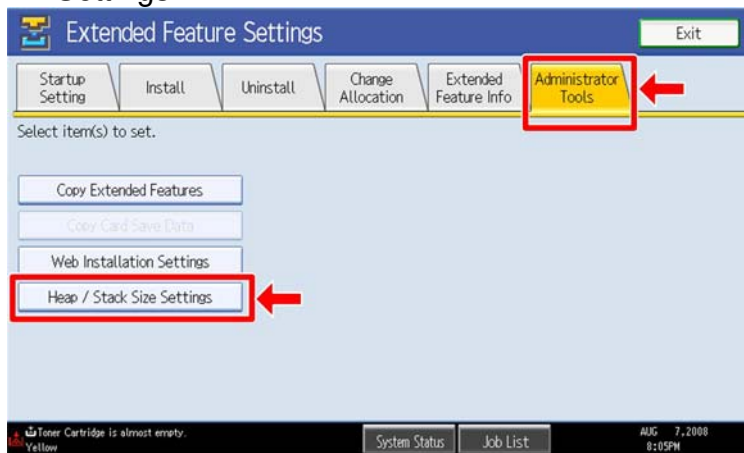 Settings
Extended Feature Settings
Exit
Startup
Setting
Install
Uninstall
Change
Allocation
Extended
Feature Info
Administrator
Tools
Select item(s) to set.
Copy Extended Features
Copy Card Save Data
Web Installation Settings
Heap / Stack Size Settings
Toner Cartridge is almost empty.
Yellow
System Status
Job List
AUG 7,2008
8:05PM